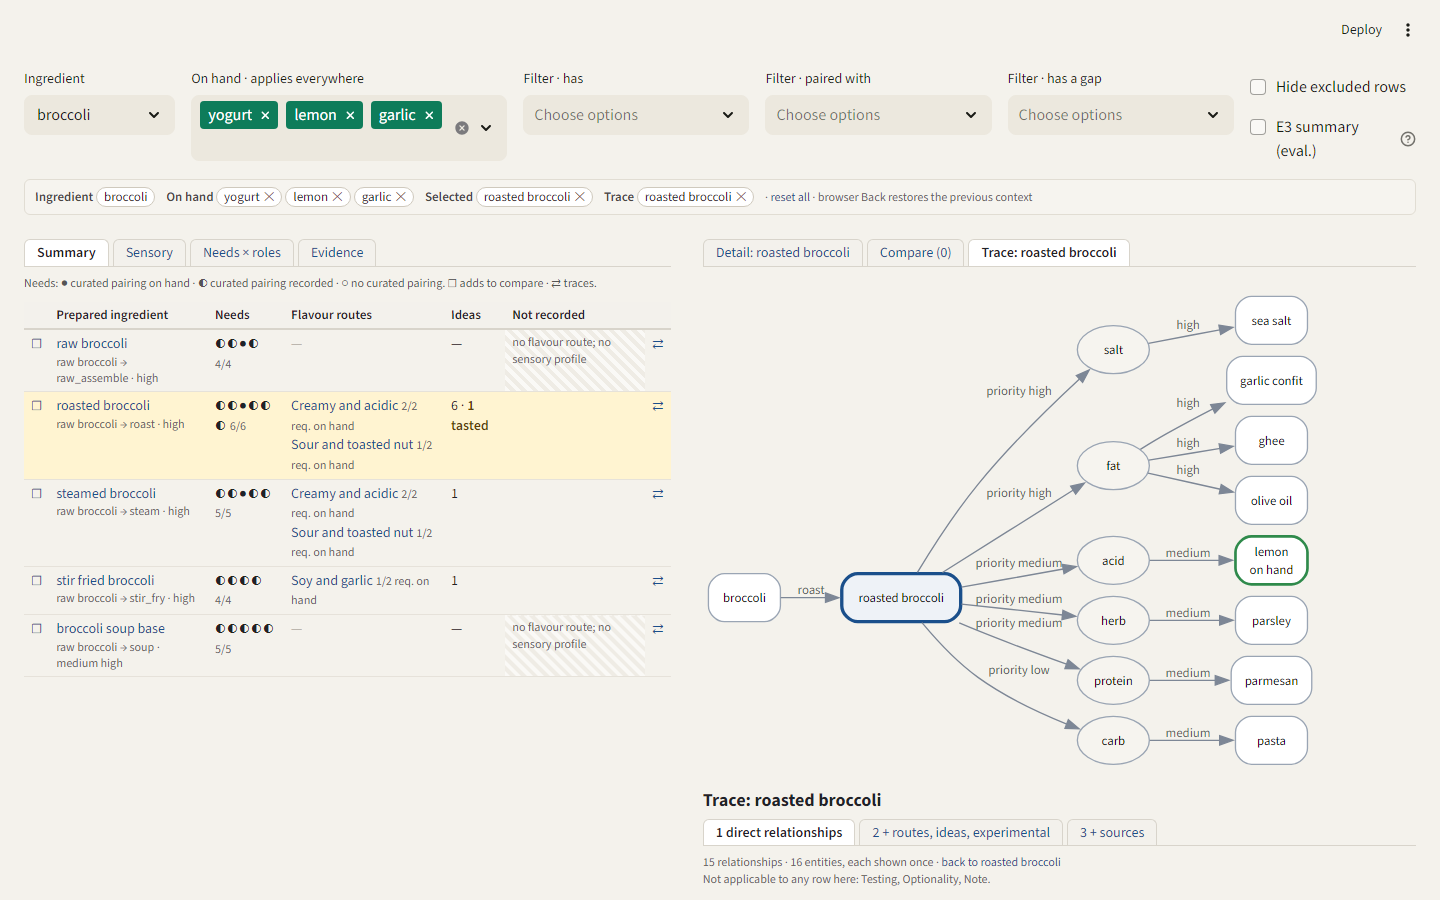 Deploy
Ingredient
On hand · applies everywhere
Filter · has
Filter · paired with
Filter · has a gap
broccoli
yogurt × lemon × garlic ×
Choose options
Choose options
Choose options
Hide excluded rows
E3 summary
(eval.)
Ingredient broccoli On hand yogurt × lemon × garlic × Selected roasted broccoli × Trace roasted broccoli × · reset all · browser Back restores the previous context
Summary
Sensory
Needs × roles
Evidence
Needs: ● curated pairing on hand · ◐ curated pairing recorded · ○ no curated pairing. ❐ adds to compare · ⇄ traces.
Prepared ingredient Needs Flavour routes Ideas Not recorded
raw broccoli
raw broccoli →
raw_assemble · high
◐◐●◐
4/4
—
—
no flavour route; no
sensory profile
⇄
roasted broccoli
raw broccoli → roast · high
◐◐●◐◐
◐ 6/6
Creamy and acidic 2/2
req. on hand
Sour and toasted nut 1/2
req. on hand
6 · 1
tasted
⇄
steamed broccoli
raw broccoli → steam · high
◐◐●◐◐
5/5
Creamy and acidic 2/2
req. on hand
Sour and toasted nut 1/2
req. on hand
1
⇄
stir fried broccoli
raw broccoli → stir_fry · high
◐◐◐◐
4/4
Soy and garlic 1/2 req. on
hand
1
⇄
broccoli soup base
raw broccoli → soup ·
medium high
◐◐◐◐◐
5/5
—
—
no flavour route; no
sensory profile
⇄
Detail: roasted broccoli
Compare (0)
Trace: roasted broccoli
broccoli
roast
roasted broccoli
priority high
priority high
priority medium
priority medium
priority medium
priority low
salt
fat
acid
herb
protein
carb
high
high
high
high
medium
medium
medium
medium
sea salt
garlic confit
ghee
olive oil
lemon
on hand
parsley
parmesan
pasta
Trace: roasted broccoli
1 direct relationships
2 + routes, ideas, experimental
3 + sources
15 relationships · 16 entities, each shown once · back to roasted broccoli
Not applicable to any row here: Testing, Optionality, Note.